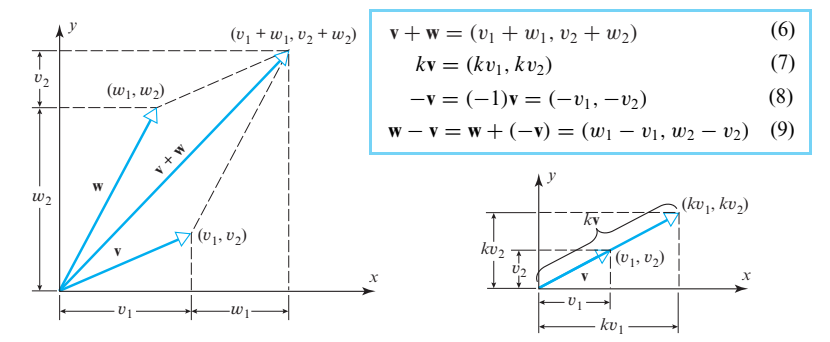 y
(v₁ + w₁, v₂ + w₂)
v₂
(w₁, w₂)
v + w
w
w₂
(v₁, v₂)
v
x
v₁
w₁
v + w = (v₁ + w₁, v₂ + w₂) (6)
kv = (kv₁, kv₂) (7)
−v = (−1)v = (−v₁, −v₂) (8)
w − v = w + (−v) = (w₁ − v₁, w₂ − v₂) (9)
y
(kv₁, kv₂)
kv
kv₂
v₂
(v₁, v₂)
v
x
v₁
kv₁